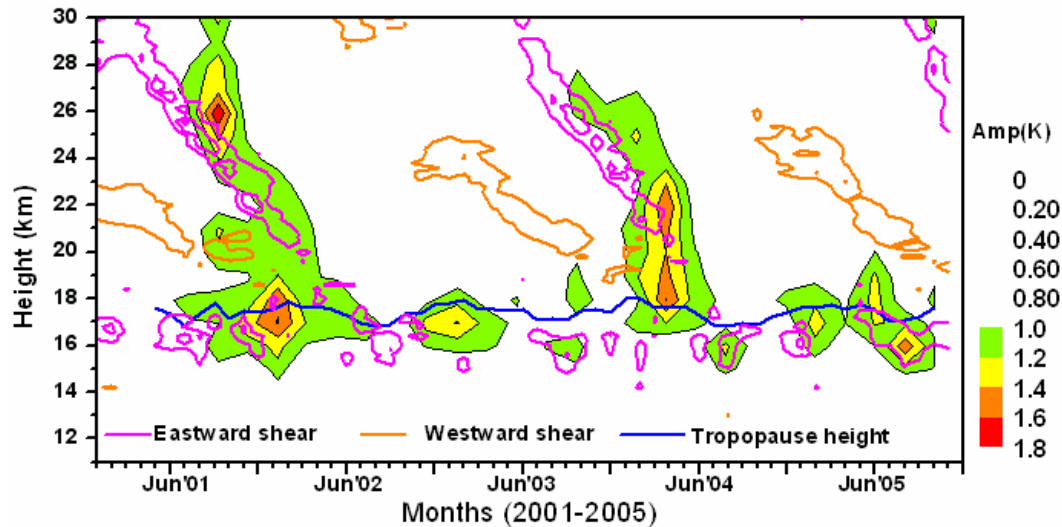 30
28
26
24
22
20
18
16
14
12
Height (km)
Eastward shear
Westward shear
Tropopause height
Jun'01
Jun'02
Jun'03
Jun'04
Jun'05
Months (2001-2005)
Amp(K)
0
0.20
0.40
0.60
0.80
1.0
1.2
1.4
1.6
1.8